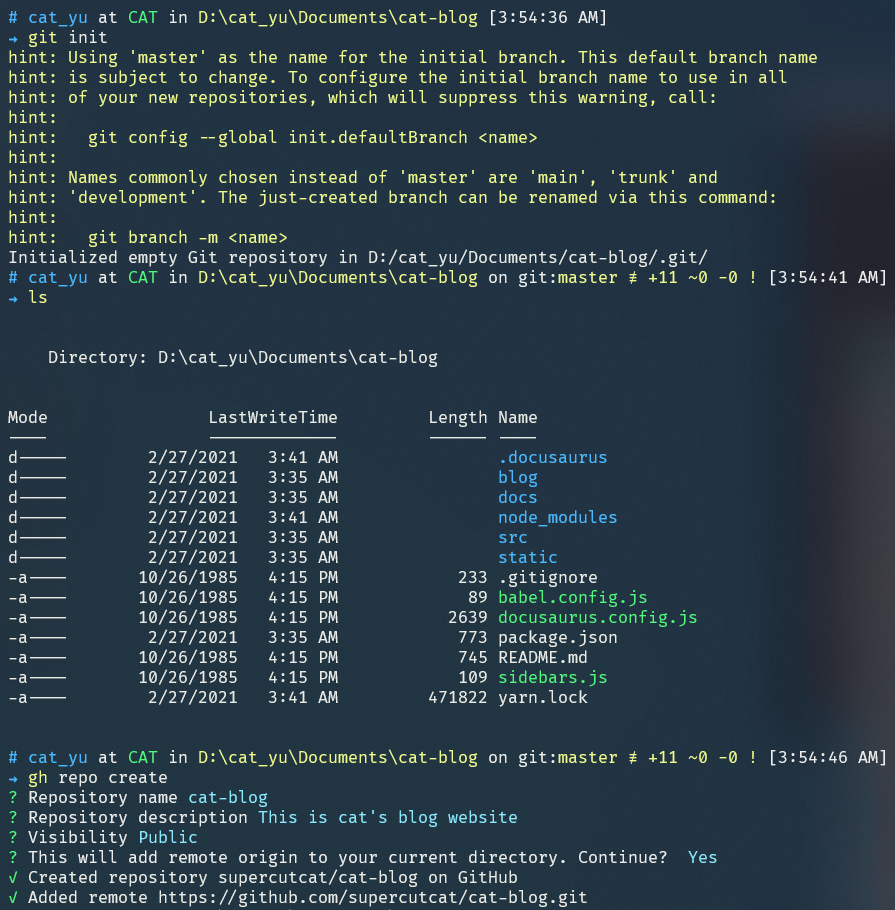 # cat_yu at CAT in D:\cat_yu\Documents\cat-blog [3:54:36 AM]
→ git init
hint: Using 'master' as the name for the initial branch. This default branch name
hint: is subject to change. To configure the initial branch name to use in all
hint: of your new repositories, which will suppress this warning, call:
hint:
hint:   git config --global init.defaultBranch <name>
hint:
hint: Names commonly chosen instead of 'master' are 'main', 'trunk' and
hint: 'development'. The just-created branch can be renamed via this command:
hint:
hint:   git branch -m <name>
Initialized empty Git repository in D:/cat_yu/Documents/cat-blog/.git/
# cat_yu at CAT in D:\cat_yu\Documents\cat-blog on git:master ≢ +11 ~0 -0 ! [3:54:41 AM]
→ ls
    Directory: D:\cat_yu\Documents\cat-blog
Mode                LastWriteTime         Length Name
----                -------------         ------ ----
d-----        2/27/2021   3:41 AM                .docusaurus
d-----        2/27/2021   3:35 AM                blog
d-----        2/27/2021   3:35 AM                docs
d-----        2/27/2021   3:41 AM                node_modules
d-----        2/27/2021   3:35 AM                src
d-----        2/27/2021   3:35 AM                static
-a----       10/26/1985   4:15 PM            233 .gitignore
-a----       10/26/1985   4:15 PM             89 babel.config.js
-a----       10/26/1985   4:15 PM           2639 docusaurus.config.js
-a----        2/27/2021   3:35 AM            773 package.json
-a----       10/26/1985   4:15 PM            745 README.md
-a----       10/26/1985   4:15 PM            109 sidebars.js
-a----        2/27/2021   3:41 AM         471822 yarn.lock
# cat_yu at CAT in D:\cat_yu\Documents\cat-blog on git:master ≢ +11 ~0 -0 ! [3:54:46 AM]
→ gh repo create
? Repository name cat-blog
? Repository description This is cat's blog website
? Visibility Public
? This will add remote origin to your current directory. Continue?  Yes
√ Created repository supercutcat/cat-blog on GitHub
√ Added remote https://github.com/supercutcat/cat-blog.git